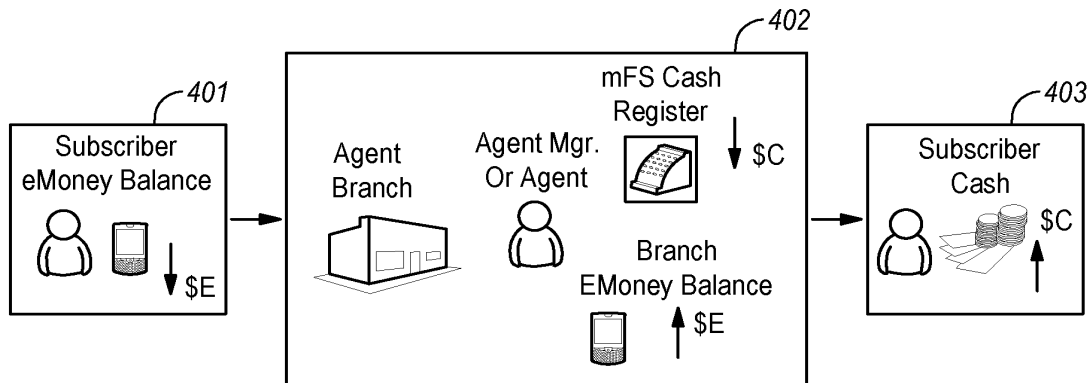 401
Subscriber
eMoney Balance
$E
402
Agent
Branch
Agent Mgr.
Or Agent
mFS Cash
Register
$C
Branch
EMoney Balance
$E
403
Subscriber
Cash
$C